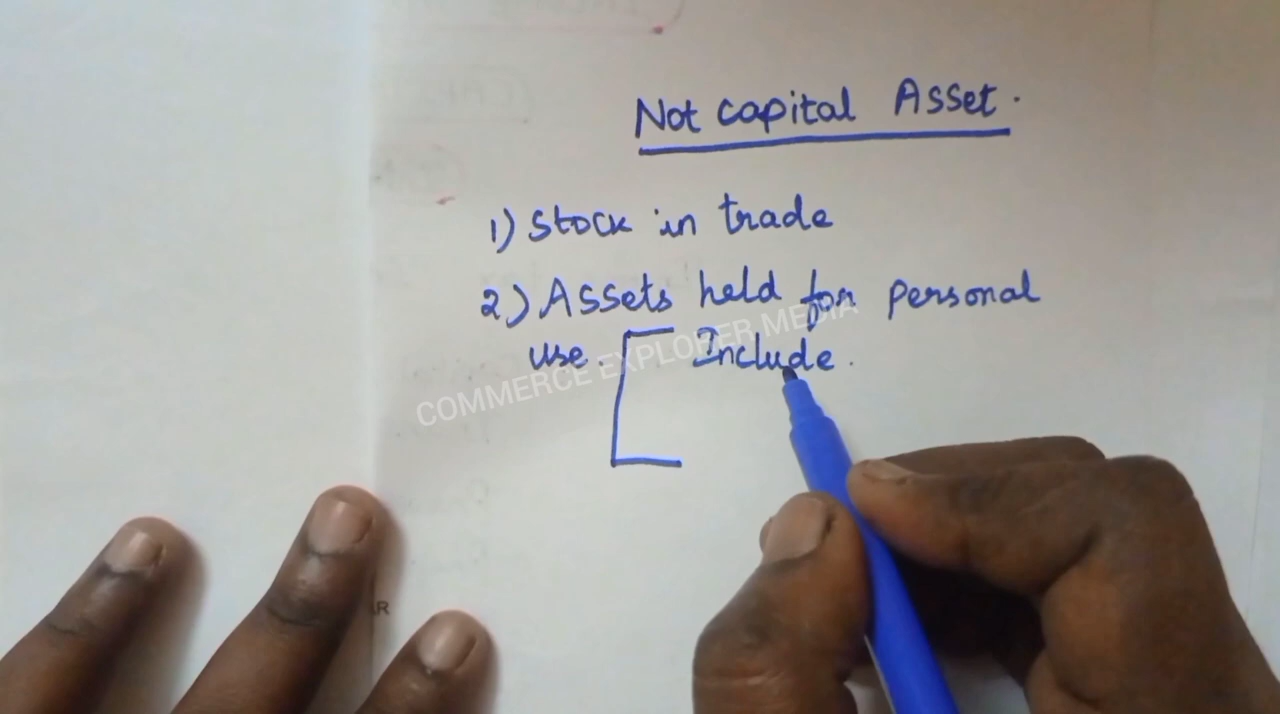 Not capital Asset.
1) Stock in trade
2) Assets held for personal
use. [ Include.
COMMERCE EXPLORER MEDIA
R